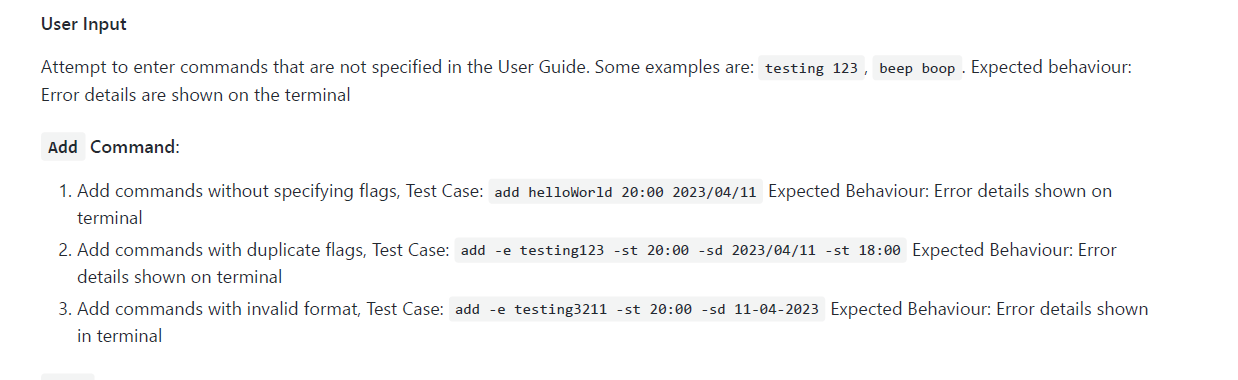 User Input
Attempt to enter commands that are not specified in the User Guide. Some examples are: testing 123 , beep boop . Expected behaviour:
Error details are shown on the terminal
Add Command:
1. Add commands without specifying flags, Test Case: add helloWorld 20:00 2023/04/11 Expected Behaviour: Error details shown on
terminal
2. Add commands with duplicate flags, Test Case: add -e testing123 -st 20:00 -sd 2023/04/11 -st 18:00 Expected Behaviour: Error
details shown on terminal
3. Add commands with invalid format, Test Case: add -e testing3211 -st 20:00 -sd 11-04-2023 Expected Behaviour: Error details shown
in terminal